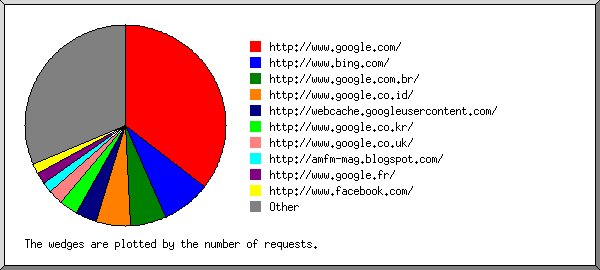 http://www.google.com/
http://www.bing.com/
http://www.google.com.br/
http://www.google.co.id/
http://webcache.googleusercontent.com/
http://www.google.co.kr/
http://www.google.co.uk/
http://amfm-mag.blogspot.com/
http://www.google.fr/
http://www.facebook.com/
Other
The wedges are plotted by the number of requests.